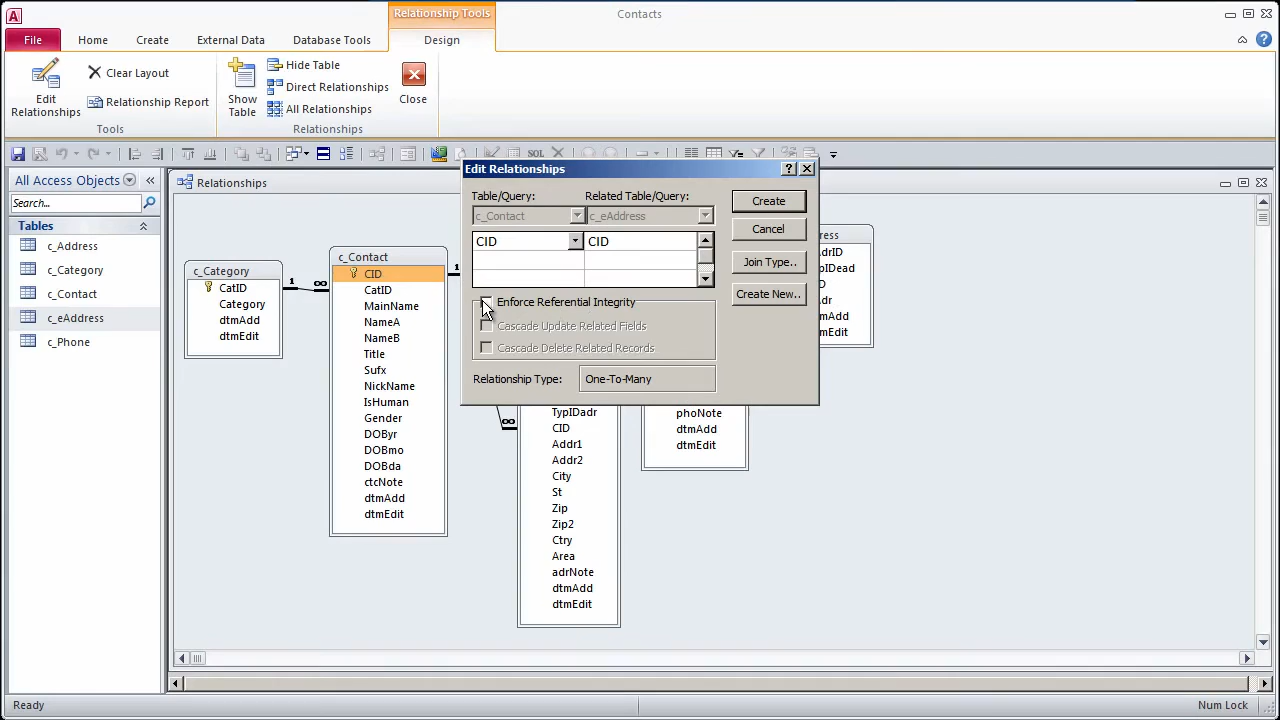 Relationship Tools
Contacts
File
Home
Create
External Data
Database Tools
Design
Edit
Relationships
Clear Layout
Relationship Report
Tools
Show
Table
Hide Table
Direct Relationships
All Relationships
Close
Relationships
SQL
All Access Objects
Search...
Tables
c_Address
c_Category
c_Contact
c_eAddress
c_Phone
Relationships
c_Category
CatID
Category
dtmAdd
dtmEdit
1
∞
c_Contact
CID
CatID
MainName
NameA
NameB
Title
Sufx
NickName
IsHuman
Gender
DOByr
DOBmo
DOBda
ctcNote
dtmAdd
dtmEdit
1
Edit Relationships
Table/Query:
Related Table/Query:
c_Contact
c_eAddress
CID
CID
Enforce Referential Integrity
Cascade Update Related Fields
Cascade Delete Related Records
Relationship Type:
One-To-Many
Create
Cancel
Join Type..
Create New..
∞
TypIDadr
CID
Addr1
Addr2
City
St
Zip
Zip2
Ctry
Area
adrNote
dtmAdd
dtmEdit
phoNote
dtmAdd
dtmEdit
Ready
Num Lock